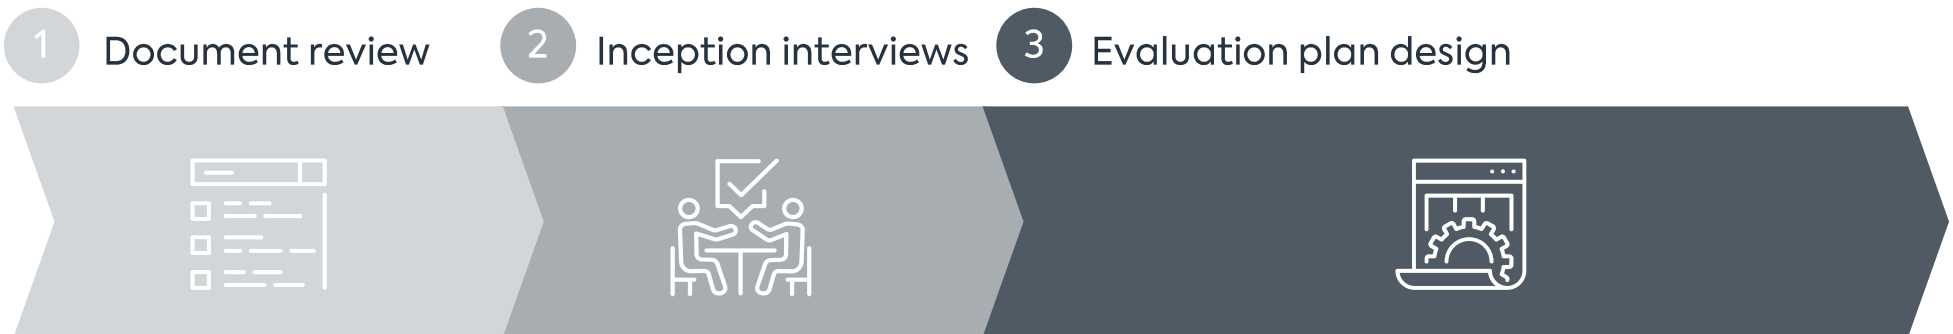 1 Document review
2 Inception interviews
3 Evaluation plan design